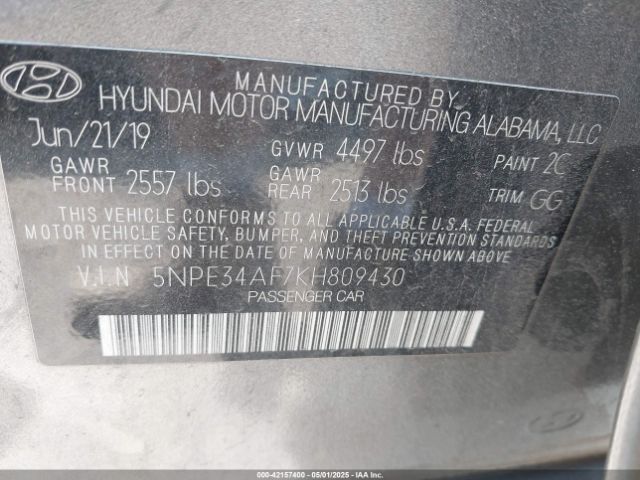 MANUFACTURED BY
HYUNDAI MOTOR MANUFACTURING ALABAMA, LLC
Jun/21/19 GVWR 4497 lbs PAINT 2C
GAWR FRONT 2557 lbs GAWR REAR 2513 lbs TRIM GG
THIS VEHICLE CONFORMS TO ALL APPLICABLE U.S.A. FEDERAL
MOTOR VEHICLE SAFETY, BUMPER, AND THEFT PREVENTION STANDARDS
IN EFFECT ON THE DATE OF MANUFACTURE SHOWN ABOVE.
V.I.N 5NPE34AF7KH809430
PASSENGER CAR
000-42157400 - 05/01/2025 - IAAI.COM